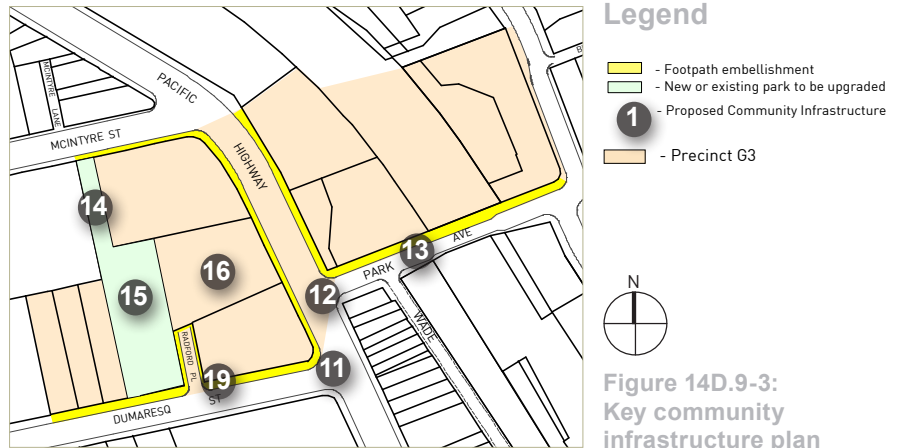 MCINTYRE LANE
PACIFIC
MCINTYRE ST
HIGHWAY
14
15
16
13
AVE
PARK
12
WADE
11
RADFORD PL
19
ST
DUMARESQ
Legend
- Footpath embellishment
- New or existing park to be upgraded
1 - Proposed Community Infrastructure
- Precinct G3
N
Figure 14D.9-3:
Key community
infrastructure plan